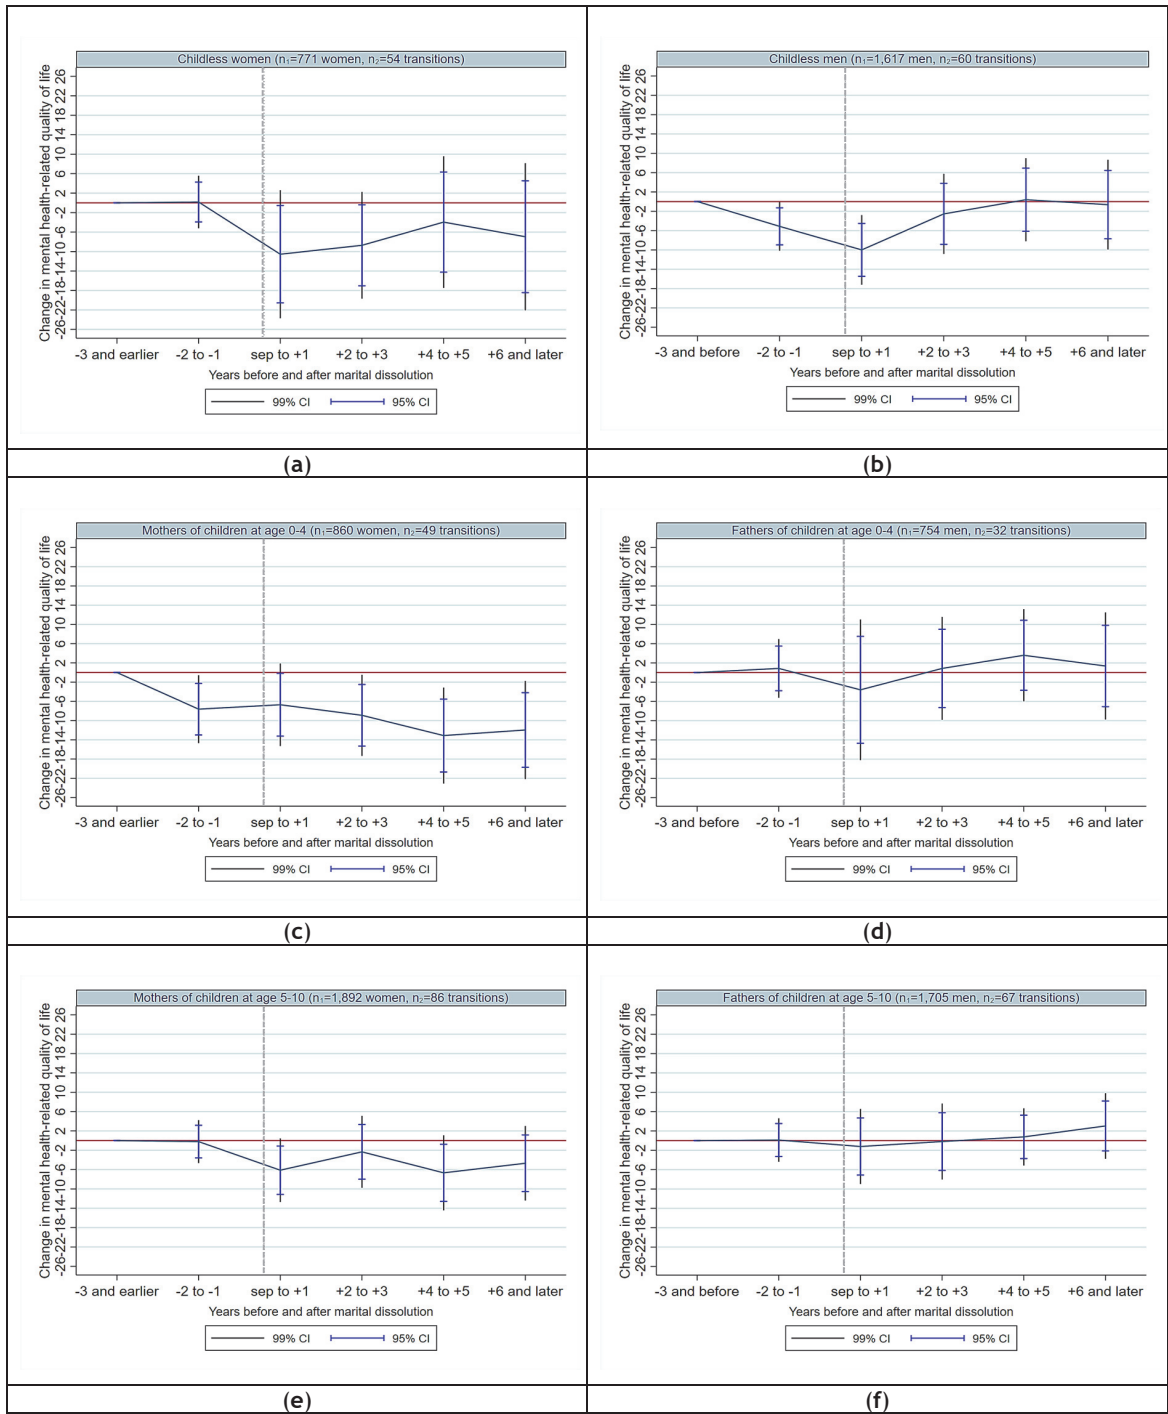 Childless women (n₁=771 women, n₂=54 transitions)
Change in mental health-related quality of life
-26-22-18-14-10 -6 -2 2 6 10 14 18 22 26
-3 and earlier -2 to -1 sep to +1 +2 to +3 +4 to +5 +6 and later
Years before and after marital dissolution
99% CI 95% CI
(a)
Childless men (n₁=1,617 men, n₂=60 transitions)
Change in mental health-related quality of life
-26-22-18-14-10 -6 -2 2 6 10 14 18 22 26
-3 and before -2 to -1 sep to +1 +2 to +3 +4 to +5 +6 and later
Years before and after marital dissolution
99% CI 95% CI
(b)
Mothers of children at age 0-4 (n₁=860 women, n₂=49 transitions)
Change in mental health-related quality of life
-26-22-18-14-10 -6 -2 2 6 10 14 18 22 26
-3 and earlier -2 to -1 sep to +1 +2 to +3 +4 to +5 +6 and later
Years before and after marital dissolution
99% CI 95% CI
(c)
Fathers of children at age 0-4 (n₁=754 men, n₂=32 transitions)
Change in mental health-related quality of life
-26-22-18-14-10 -6 -2 2 6 10 14 18 22 26
-3 and before -2 to -1 sep to +1 +2 to +3 +4 to +5 +6 and later
Years before and after marital dissolution
99% CI 95% CI
(d)
Mothers of children at age 5-10 (n₁=1,892 women, n₂=86 transitions)
Change in mental health-related quality of life
-26-22-18-14-10 -6 -2 2 6 10 14 18 22 26
-3 and earlier -2 to -1 sep to +1 +2 to +3 +4 to +5 +6 and later
Years before and after marital dissolution
99% CI 95% CI
(e)
Fathers of children at age 5-10 (n₁=1,705 men, n₂=67 transitions)
Change in mental health-related quality of life
-26-22-18-14-10 -6 -2 2 6 10 14 18 22 26
-3 and before -2 to -1 sep to +1 +2 to +3 +4 to +5 +6 and later
Years before and after marital dissolution
99% CI 95% CI
(f)